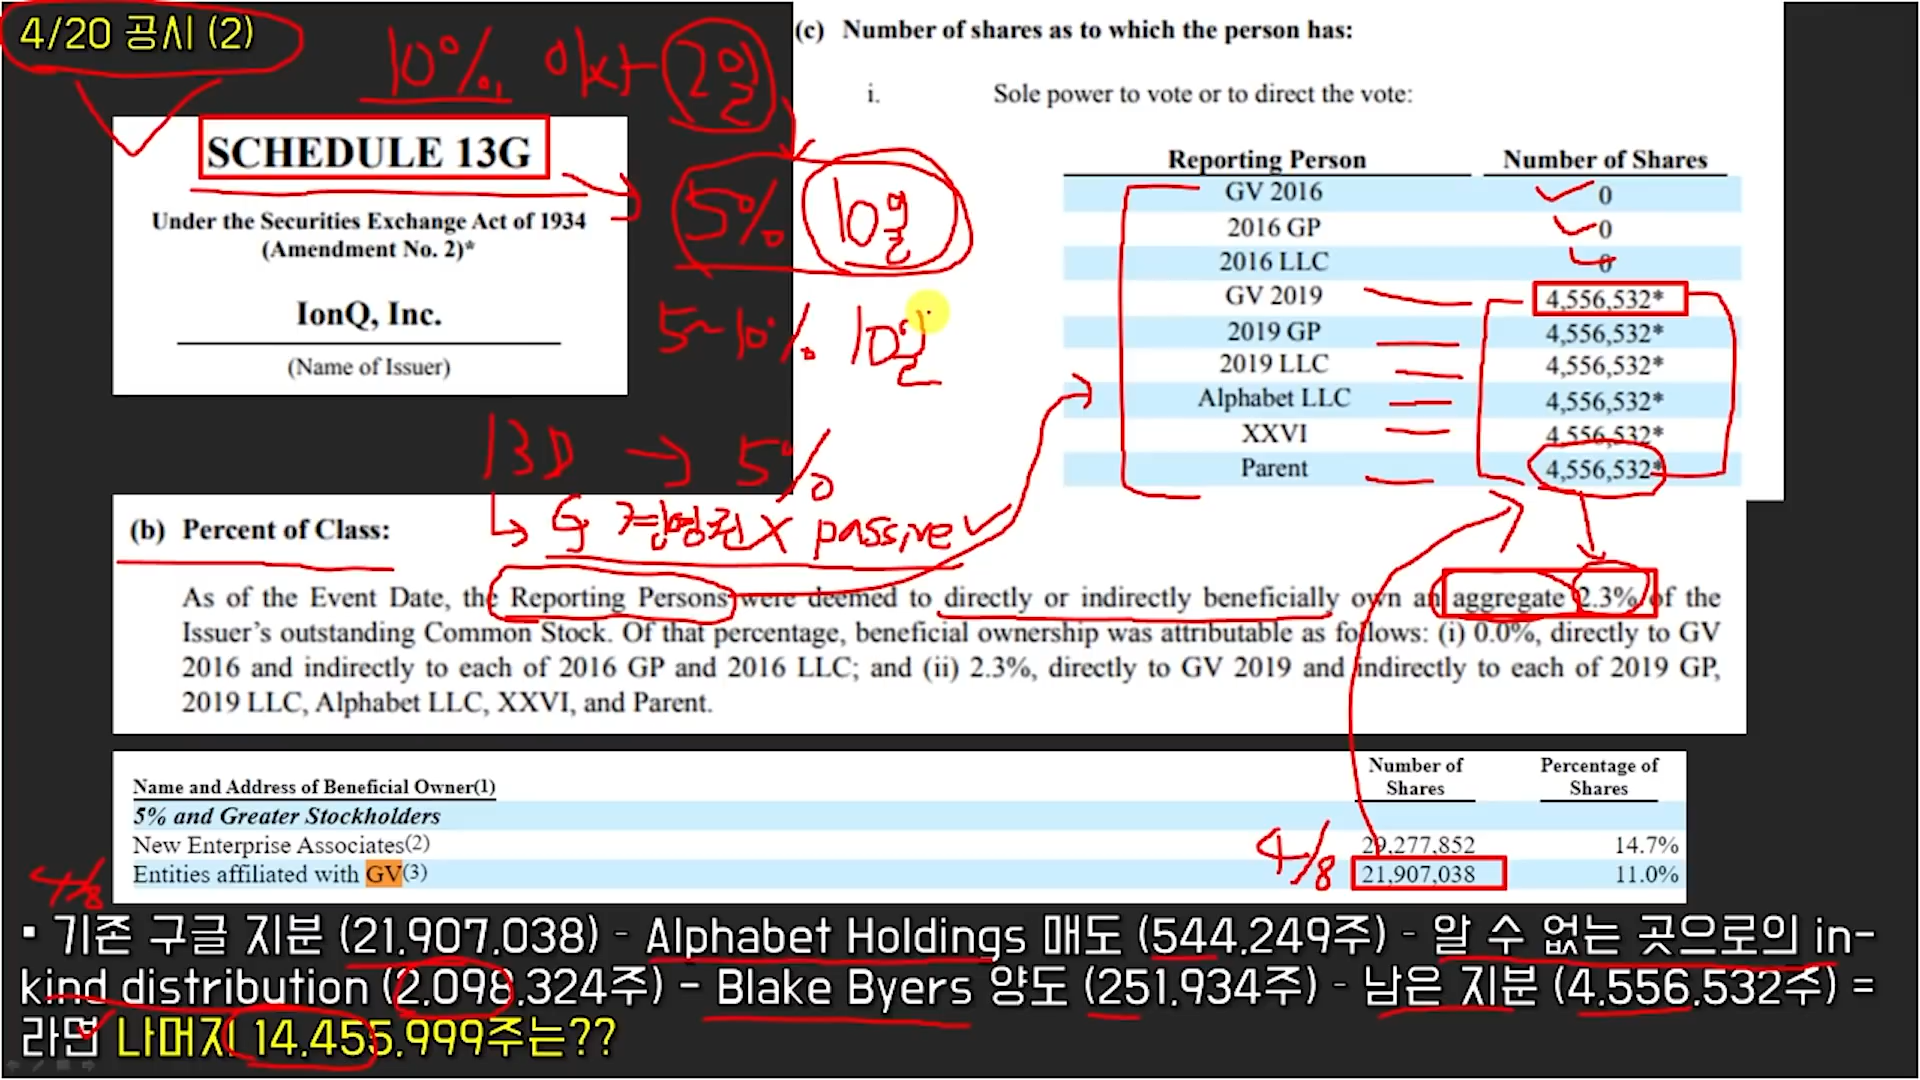 4/20 공시 (2)
10% 이상 2일
SCHEDULE 13G
Under the Securities Exchange Act of 1934
(Amendment No. 2)*
IonQ, Inc.
(Name of Issuer)
5% 10일
5~10% 10일
13D → 5%
↳ G 경영권X passive
(c) Number of shares as to which the person has:
i. Sole power to vote or to direct the vote:
Reporting Person Number of Shares
GV 2016 0
2016 GP 0
2016 LLC 0
GV 2019 4,556,532*
2019 GP 4,556,532*
2019 LLC 4,556,532*
Alphabet LLC 4,556,532*
XXVI 4,556,532*
Parent 4,556,532*
(b) Percent of Class:
As of the Event Date, the Reporting Persons were deemed to directly or indirectly beneficially own an aggregate 2.3% of the
Issuer's outstanding Common Stock. Of that percentage, beneficial ownership was attributable as follows: (i) 0.0%, directly to GV
2016 and indirectly to each of 2016 GP and 2016 LLC; and (ii) 2.3%, directly to GV 2019 and indirectly to each of 2019 GP,
2019 LLC, Alphabet LLC, XXVI, and Parent.
Name and Address of Beneficial Owner(1) Number of Shares Percentage of Shares
5% and Greater Stockholders
New Enterprise Associates(2) 29,277,852 14.7%
Entities affiliated with GV(3) 21,907,038 11.0%
4/8
4/8
▪ 기존 구글 지분 (21,907,038) - Alphabet Holdings 매도 (544,249주) - 알 수 없는 곳으로의 in-
kind distribution (2,098,324주) - Blake Byers 양도 (251,934주) - 남은 지분 (4,556,532주) =
라면 나머지 14,455,999주는??